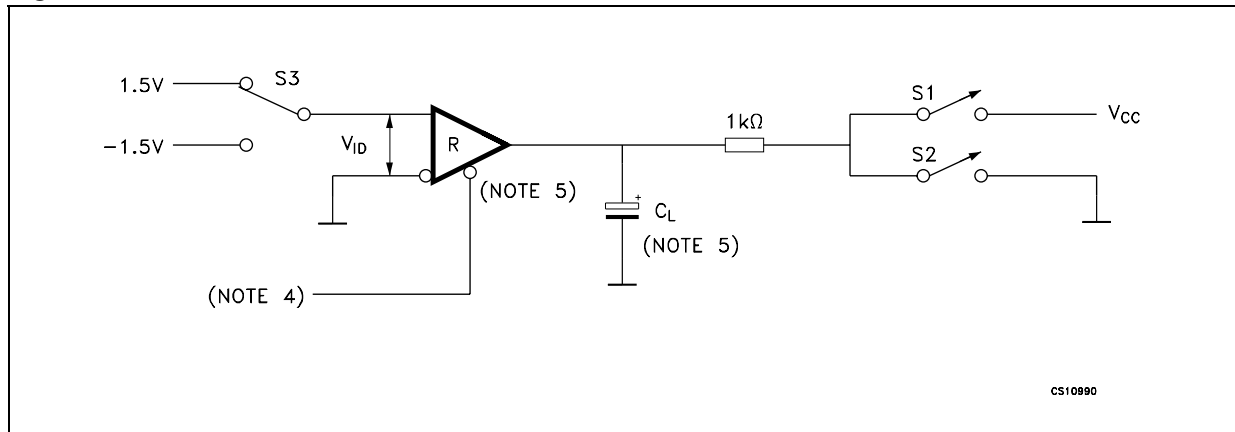 1.5V
S3
-1.5V
VID
R
(NOTE 5)
(NOTE 4)
CL
(NOTE 5)
1kΩ
S1
VCC
S2
CS10990